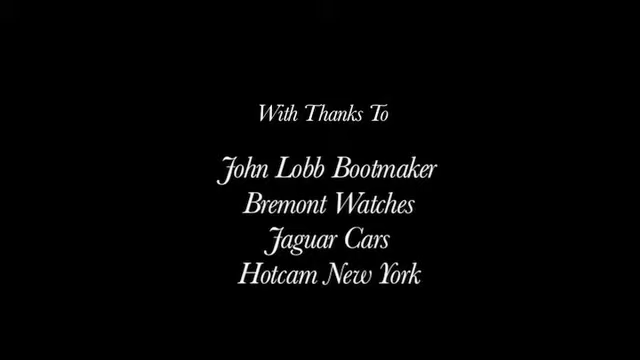 With Thanks To
John Lobb Bootmaker
Bremont Watches
Jaguar Cars
Hotcam New York